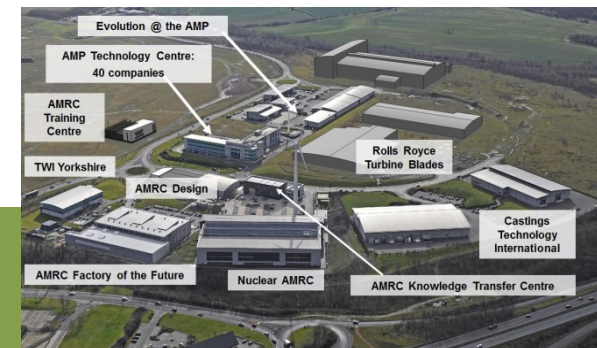 Evolution @ the AMP
AMP Technology Centre:
40 companies
AMRC
Training
Centre
TWI Yorkshire
AMRC Design
Rolls Royce
Turbine Blades
Castings
Technology
International
AMRC Factory of the Future
Nuclear AMRC
AMRC Knowledge Transfer Centre